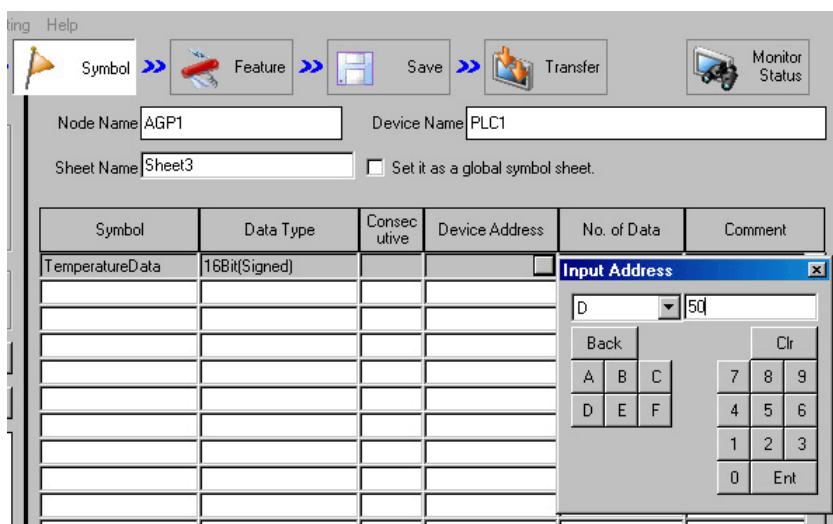 ting Help
Symbol Feature Save Transfer Monitor Status
Node Name AGP1 Device Name PLC1
Sheet Name Sheet3 Set it as a global symbol sheet.
Symbol Data Type Consecutive Device Address No. of Data Comment
TemperatureData 16Bit(Signed)
Input Address
D 50
Back Clr
A B C 7 8 9
D E F 4 5 6
1 2 3
0 Ent